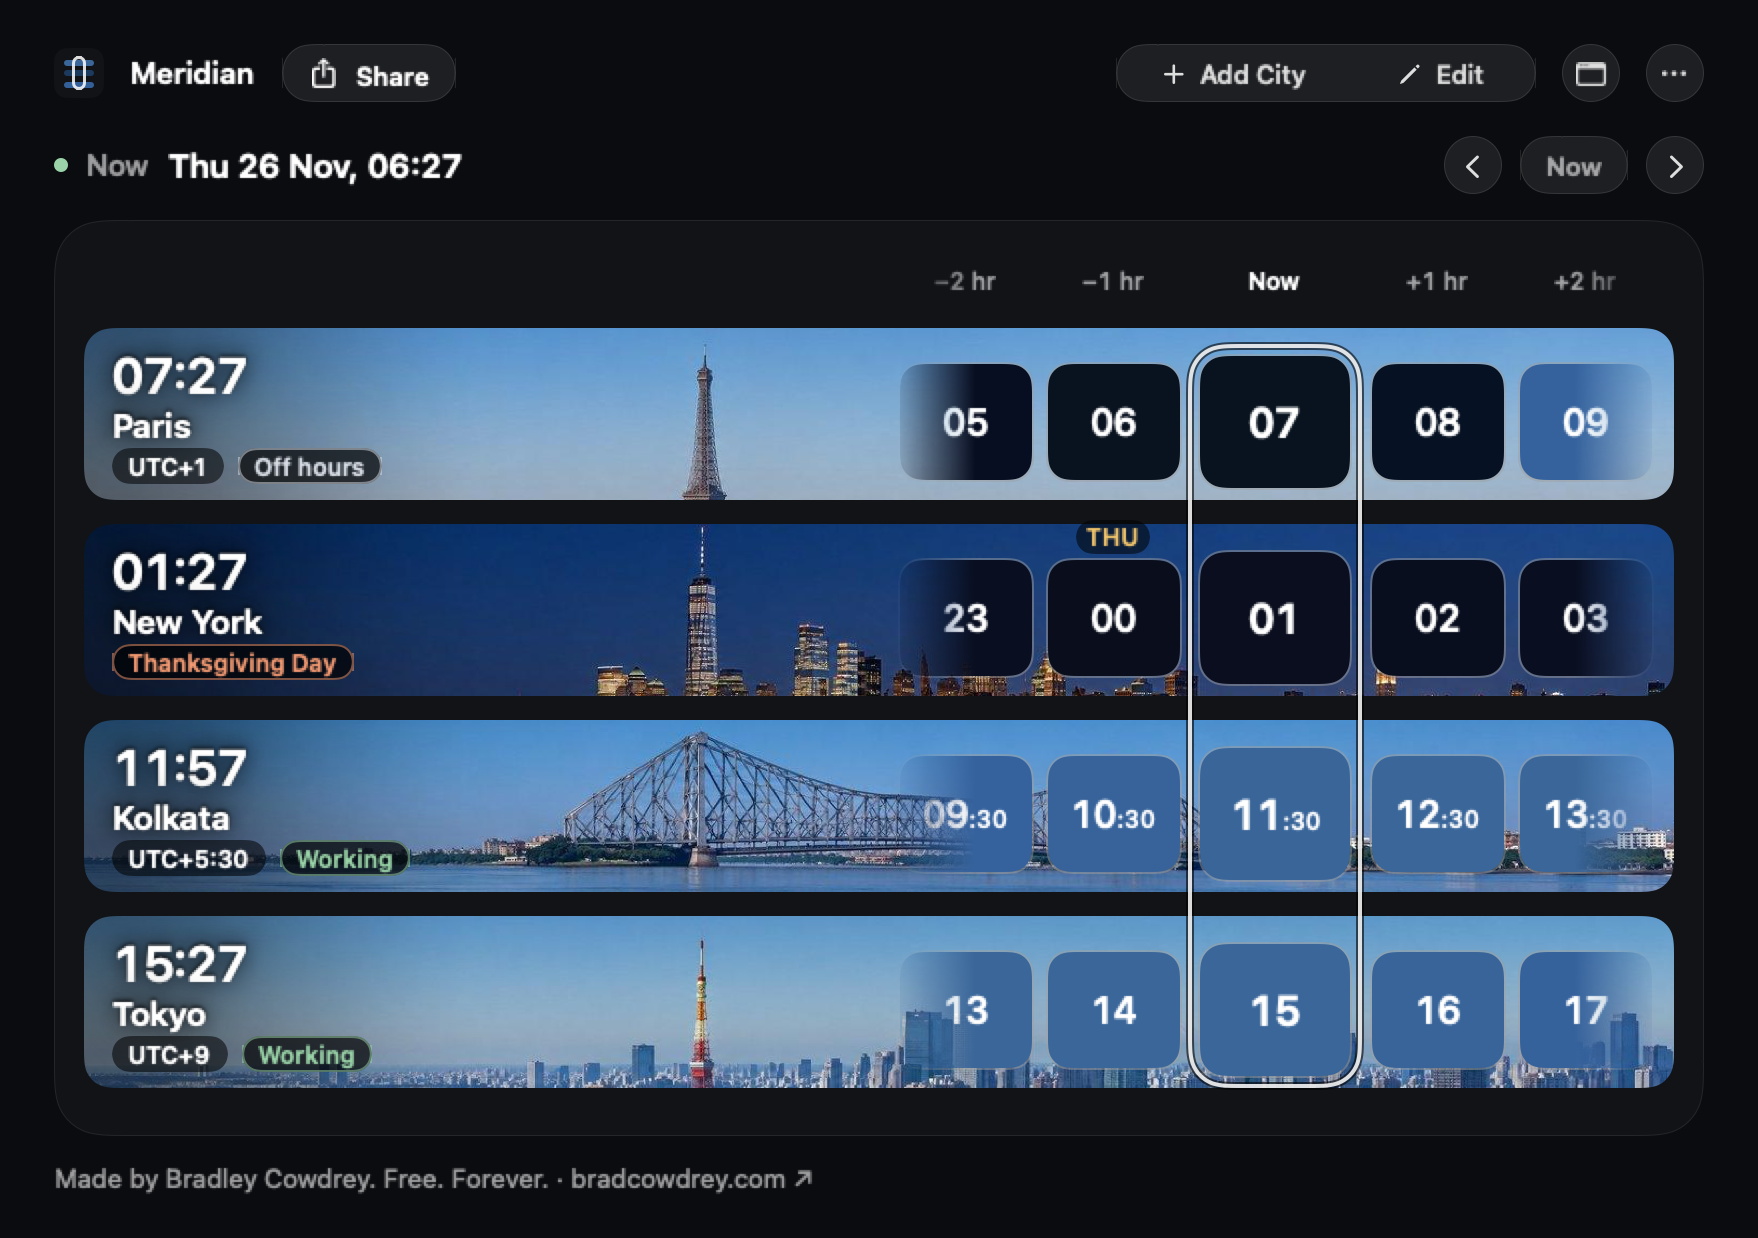 Meridian Share + Add City Edit ...
Now Thu 26 Nov, 06:27 Now
−2 hr −1 hr Now +1 hr +2 hr
07:27
Paris
UTC+1 Off hours
05 06 07 08 09
THU
01:27
New York
Thanksgiving Day
23 00 01 02 03
11:57
Kolkata
UTC+5:30 Working
09:30 10:30 11:30 12:30 13:30
15:27
Tokyo
UTC+9 Working
13 14 15 16 17
Made by Bradley Cowdrey. Free. Forever. · bradcowdrey.com ↗